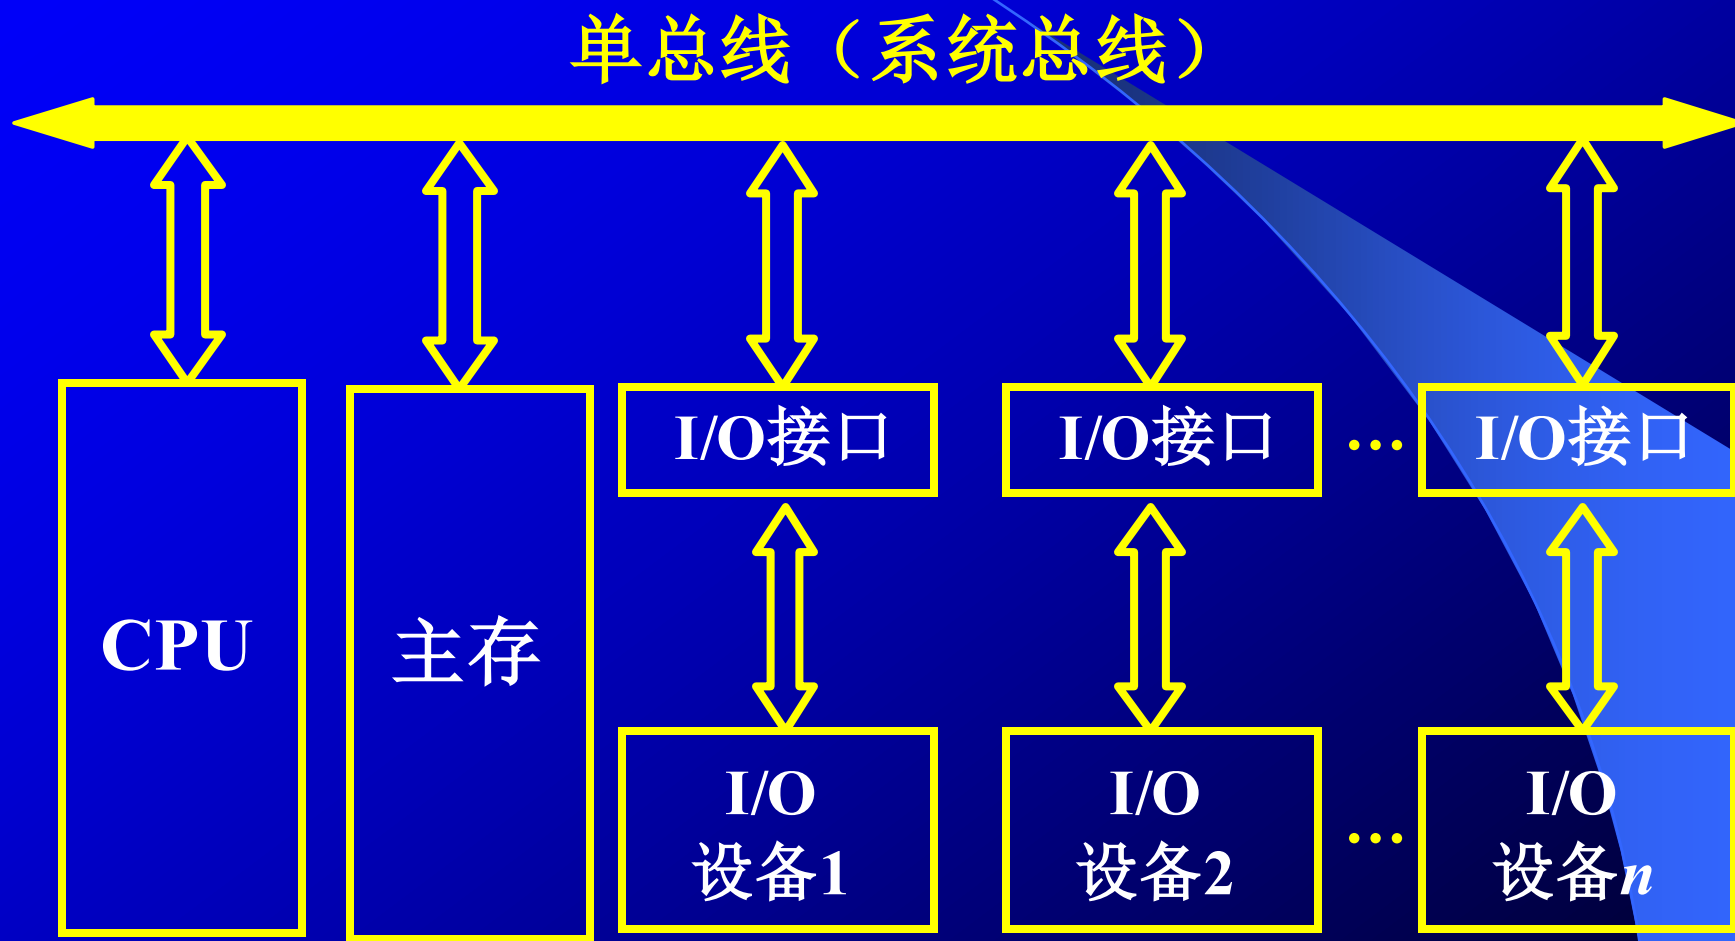 单总线（系统总线）
I/O接口
I/O接口
…
I/O接口
CPU
主存
I/O
设备1
I/O
设备2
…
I/O
设备n